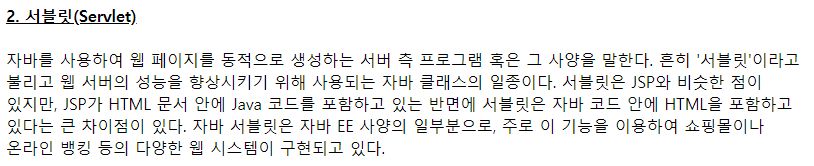 2. 서블릿(Servlet)
자바를 사용하여 웹 페이지를 동적으로 생성하는 서버 측 프로그램 혹은 그 사양을 말한다. 흔히 '서블릿'이라고
불리고 웹 서버의 성능을 향상시키기 위해 사용되는 자바 클래스의 일종이다. 서블릿은 JSP와 비슷한 점이
있지만, JSP가 HTML 문서 안에 Java 코드를 포함하고 있는 반면에 서블릿은 자바 코드 안에 HTML을 포함하고
있다는 큰 차이점이 있다. 자바 서블릿은 자바 EE 사양의 일부분으로, 주로 이 기능을 이용하여 쇼핑몰이나
온라인 뱅킹 등의 다양한 웹 시스템이 구현되고 있다.